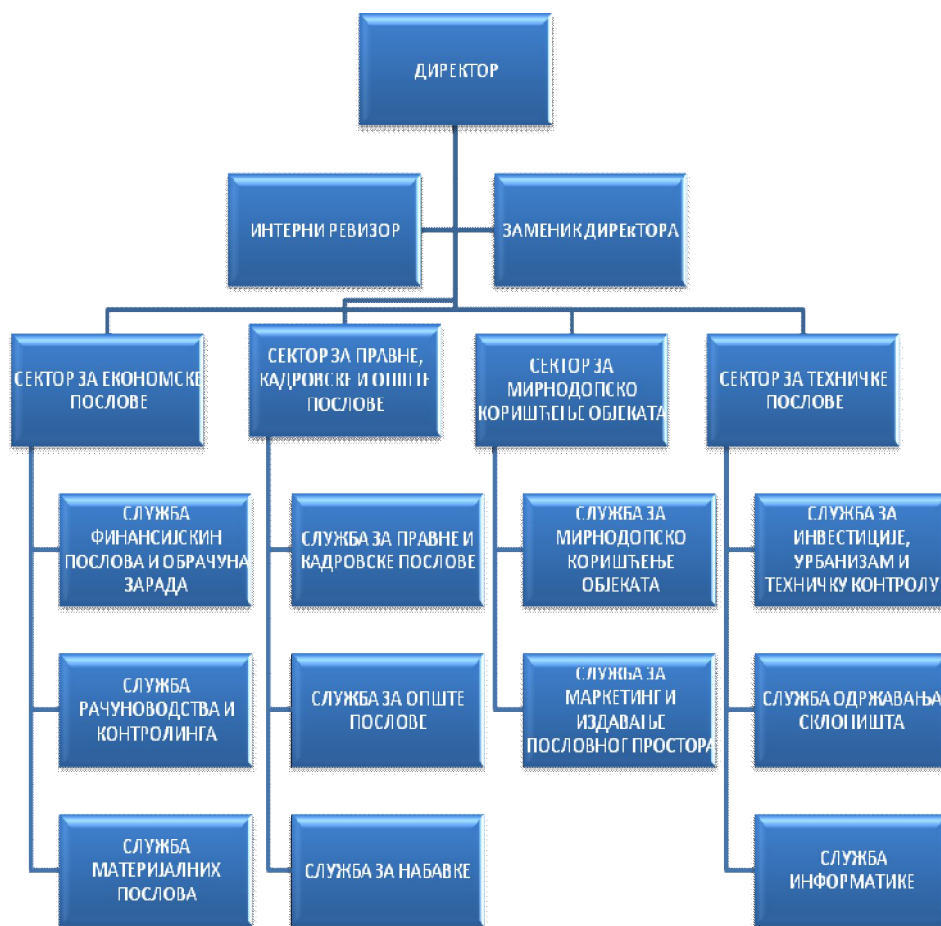 ДИРЕКТОР
ИНТЕРНИ РЕВИЗОР
ЗАМЕНИК ДИРЕкТОРА
СЕКТОР ЗА ЕКОНОМСКЕ
ПОСЛОВЕ
СЕКТОР ЗА ПРАВНЕ,
КАДРОВСКЕ И ОПШТЕ
ПОСЛОВЕ
СЕКТОР ЗА
МИРНОДОПСКО
КОРИШЋЕЊЕ ОБЈЕКАТА
СЕКТОР ЗА ТЕХНИЧКЕ
ПОСЛОВЕ
СЛУЖБА
ФИНАНСИЈСКИН
ПОСЛОВА И ОБРАЧУНА
ЗАРАДА
СЛУЖБА ЗА ПРАВНЕ И
КАДРОВСКЕ ПОСЛОВЕ
СЛУЖБА ЗА
МИРНОДОПСКО
КОРИШЋЕЊЕ
ОБЈЕКАТА
СЛУЖБА ЗА
ИНВЕСТИЦИЈЕ,
УРБАНИЗАМ И
ТЕХНИЧКУ КОНТРОЛУ
СЛУЖБА
РАЧУНОВОДСТВА И
КОНТРОЛИНГА
СЛУЖБА ЗА ОПШТЕ
ПОСЛОВЕ
СЛУЖБА ЗА
МАРКЕТИНГ И
ИЗДАВАЊЕ
ПОСЛОВНОГ ПРОСТОРА
СЛУЖБА ОДРЖАВАЊА
СКЛОНИШТА
СЛУЖБА
МАТЕРИЈАЛНИХ
ПОСЛОВА
СЛУЖБА ЗА НАБАВКЕ
СЛУЖБА
ИНФОРМАТИКЕ